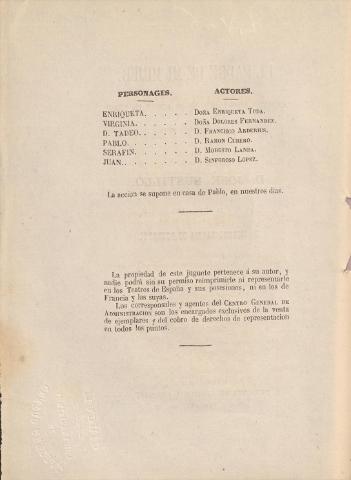 PERSONAGES. ACTORES.
ENRIQUETA. . . . . . Doña Enriqueta Toda.
VIRGINIA. . . . . . Doña Dolores Fernandez.
D. TADEO. . . . . . D. Francisco Arderius.
PABLO. . . . . . . D. Ramon Cubero.
SERAFIN. . . . . . D. Modesto Landa.
JUAN. . . . . . . D. Sinforoso Lopez.
La accion se supone en casa de Pablo, en nuestros dias.
La propiedad de este juguete pertenece á su autor, y
nadie podrá sin su permiso reimprimirle ni representarle
en los Teatros de España y sus posesiones, ni en los de
Francia y las suyas.
Los corresponsales y agentes del Centro General de
Administracion son los encargados exclusivos de la venta
de ejemplares y del cobro de derechos de representacion
en todos los puntos.